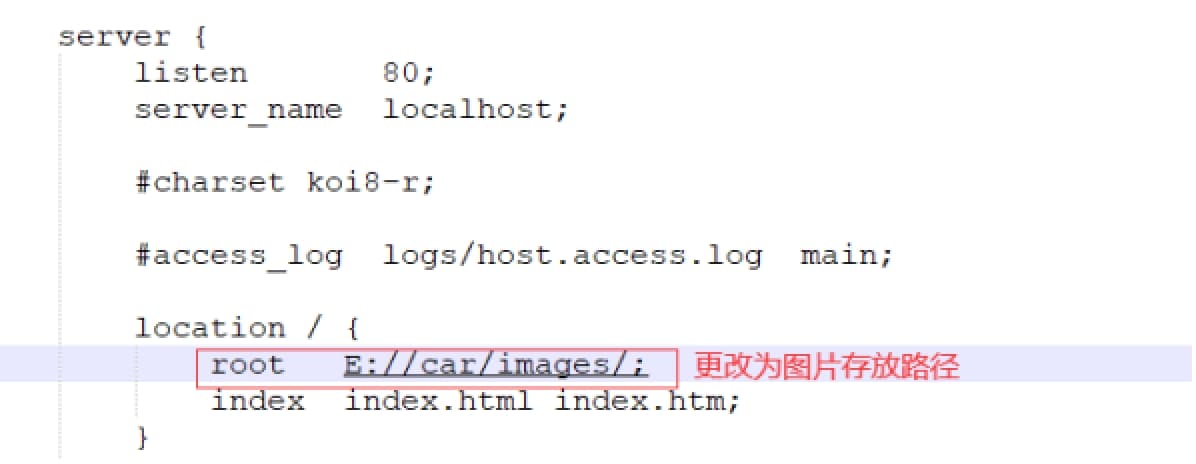 server {
listen 80;
server_name localhost;
#charset koi8-r;
#access_log logs/host.access.log main;
location / {
root E://car/images/; 更改为图片存放路径
index index.html index.htm;
}